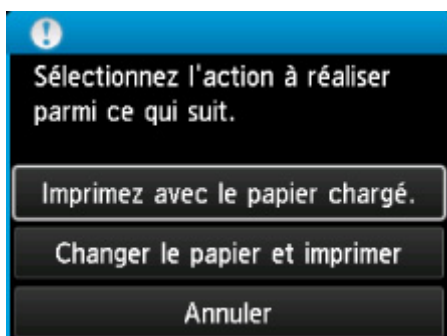 Sélectionnez l'action à réaliser
parmi ce qui suit.
Imprimez avec le papier chargé.
Changer le papier et imprimer
Annuler